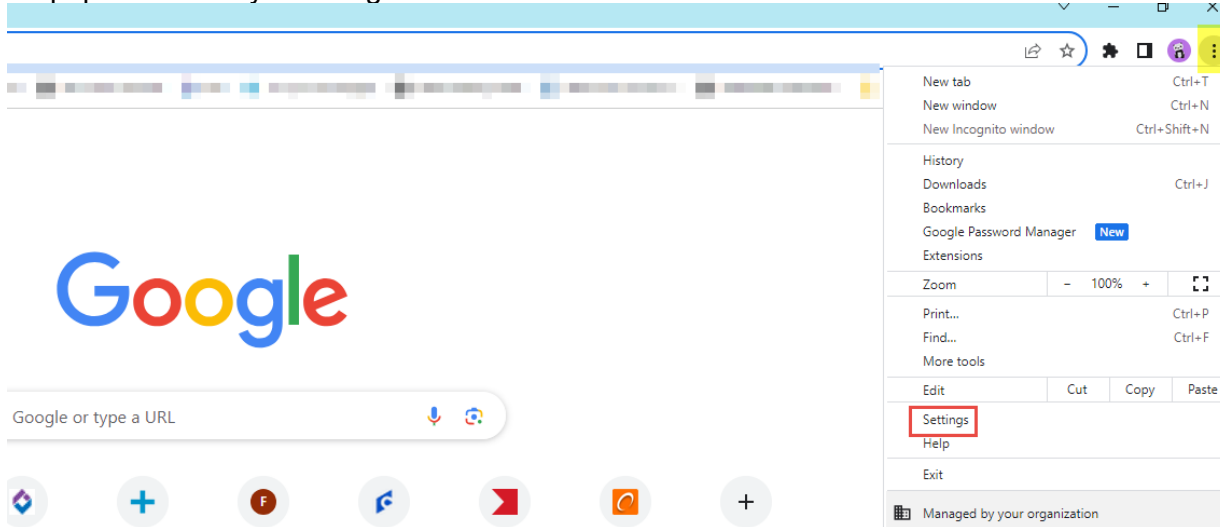 New tab Ctrl+T
New window Ctrl+N
New Incognito window Ctrl+Shift+N
History
Downloads Ctrl+J
Bookmarks
Google Password Manager New
Extensions
Zoom - 100% +
Print... Ctrl+P
Find... Ctrl+F
More tools
Edit Cut Copy Paste
Settings
Help
Exit
Managed by your organization
Google
Google or type a URL
F